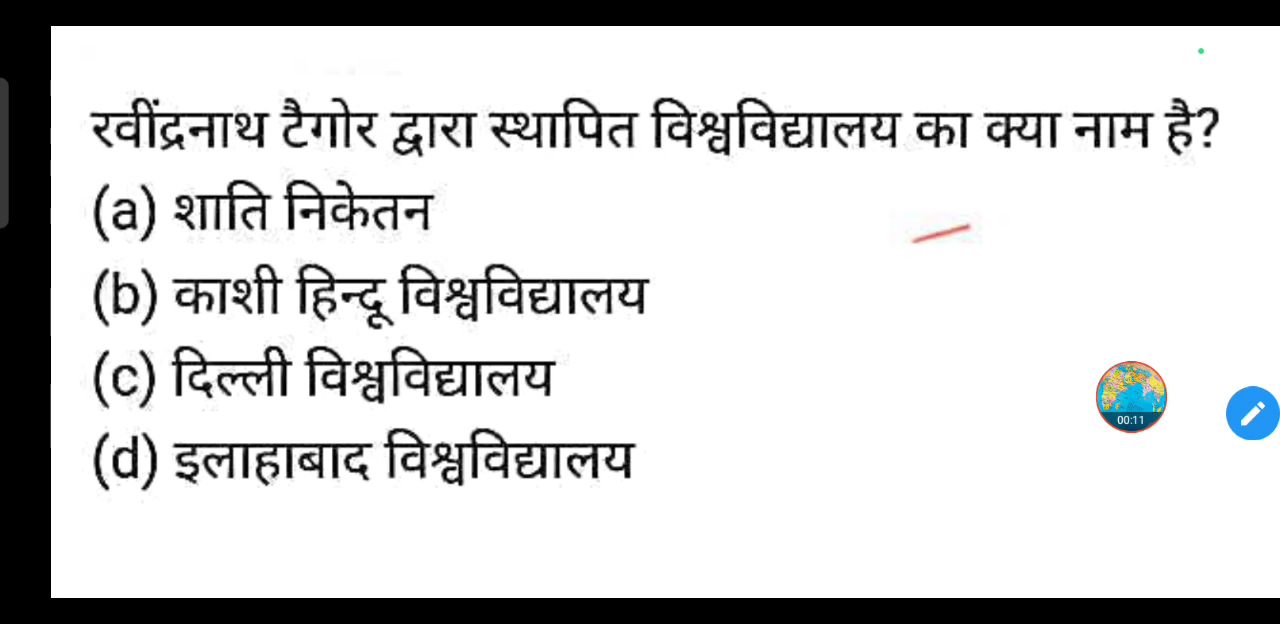 रवींद्रनाथ टैगोर द्वारा स्थापित विश्वविद्यालय का क्या नाम है?
(a) शाति निकेतन
(b) काशी हिन्दू विश्वविद्यालय
(c) दिल्ली विश्वविद्यालय
(d) इलाहाबाद विश्वविद्यालय
00:11